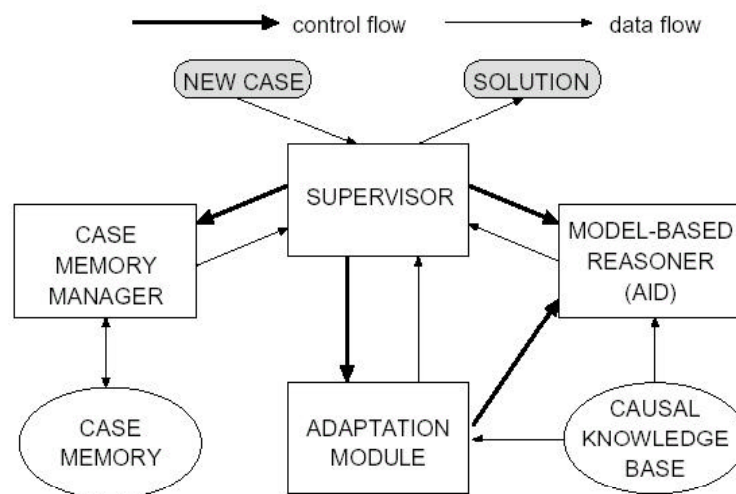 control flow
data flow
NEW CASE
SOLUTION
SUPERVISOR
CASE
MEMORY
MANAGER
MODEL-BASED
REASONER
(AID)
CASE
MEMORY
ADAPTATION
MODULE
CAUSAL
KNOWLEDGE
BASE